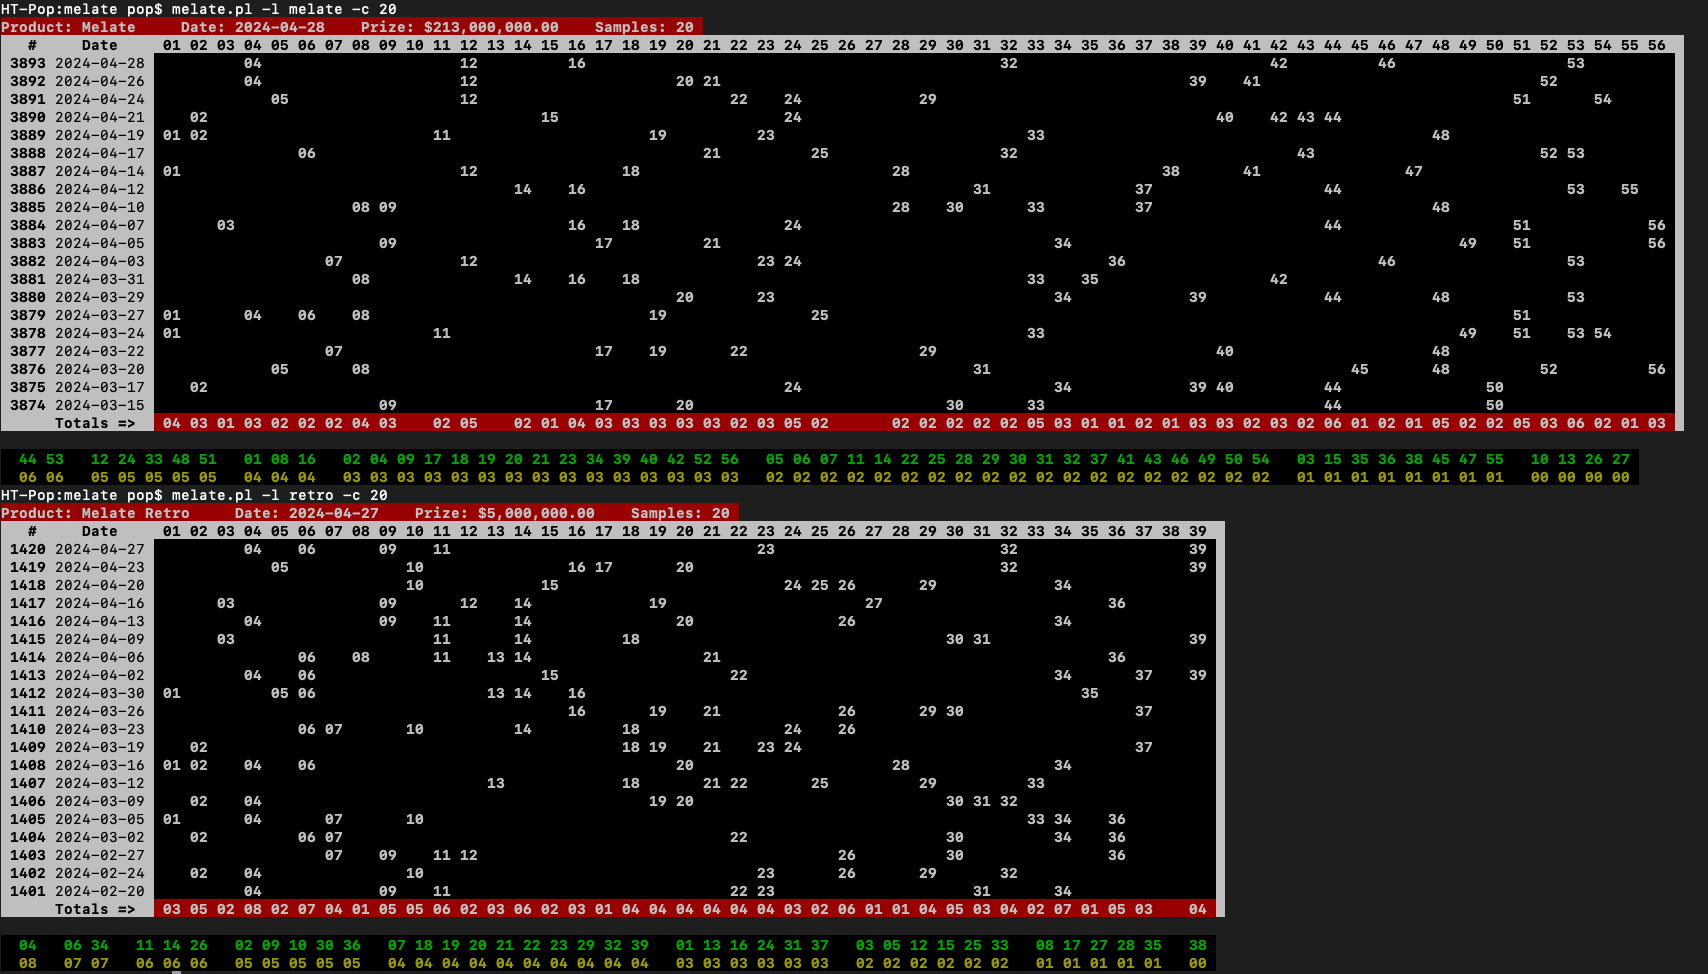 HT-Pop:melate pop$ melate.pl -l melate -c 20
Product: Melate     Date: 2024-04-28    Prize: $213,000,000.00    Samples: 20
#     Date     01 02 03 04 05 06 07 08 09 10 11 12 13 14 15 16 17 18 19 20 21 22 23 24 25 26 27 28 29 30 31 32 33 34 35 36 37 38 39 40 41 42 43 44 45 46 47 48 49 50 51 52 53 54 55 56
3893 2024-04-28 04 12 16 32 42 46 53
3892 2024-04-26 04 12 20 21 39 41 52
3891 2024-04-24 05 12 22 24 29 51 54
3890 2024-04-21 02 15 24 40 42 43 44
3889 2024-04-19 01 02 11 19 23 33 48
3888 2024-04-17 06 21 25 32 43 52 53
3887 2024-04-14 01 12 18 28 38 41 47
3886 2024-04-12 14 16 31 37 44 53 55
3885 2024-04-10 08 09 28 30 33 37 48
3884 2024-04-07 03 16 18 24 44 51 56
3883 2024-04-05 09 17 21 34 49 51 56
3882 2024-04-03 07 12 23 24 36 46 53
3881 2024-03-31 08 14 16 18 33 35 42
3880 2024-03-29 20 23 34 39 44 48 53
3879 2024-03-27 01 04 06 08 19 25 51
3878 2024-03-24 01 11 33 49 51 53 54
3877 2024-03-22 07 17 19 22 29 40 48
3876 2024-03-20 05 08 31 45 48 52 56
3875 2024-03-17 02 24 34 39 40 44 50
3874 2024-03-15 09 17 20 30 33 44 50
Totals => 04 03 01 03 02 02 02 04 03 02 05 02 01 04 03 03 03 03 03 02 03 05 02 02 02 02 02 02 05 03 01 01 02 01 03 03 02 03 02 06 01 02 01 05 02 02 05 03 06 02 01 03
44 53   12 24 33 48 51   01 08 16   02 04 09 17 18 19 20 21 23 34 39 40 42 52 56   05 06 07 11 14 22 25 28 29 30 31 32 37 41 43 46 49 50 54   03 15 35 36 38 45 47 55   10 13 26 27
06 06   05 05 05 05 05   04 04 04   03 03 03 03 03 03 03 03 03 03 03 03 03 03 03   02 02 02 02 02 02 02 02 02 02 02 02 02 02 02 02 02 02 02   01 01 01 01 01 01 01 01   00 00 00 00
HT-Pop:melate pop$ melate.pl -l retro -c 20
Product: Melate Retro     Date: 2024-04-27    Prize: $5,000,000.00    Samples: 20
#     Date     01 02 03 04 05 06 07 08 09 10 11 12 13 14 15 16 17 18 19 20 21 22 23 24 25 26 27 28 29 30 31 32 33 34 35 36 37 38 39
1420 2024-04-27 04 06 09 11 23 32 39
1419 2024-04-23 05 10 16 17 20 32 39
1418 2024-04-20 10 15 24 25 26 29 34
1417 2024-04-16 03 09 12 14 19 27 36
1416 2024-04-13 04 09 11 14 20 26 34
1415 2024-04-09 03 11 14 18 30 31 39
1414 2024-04-06 06 08 11 13 14 21 36
1413 2024-04-02 04 06 15 22 34 37 39
1412 2024-03-30 01 05 06 13 14 16 35
1411 2024-03-26 16 19 21 26 29 30 37
1410 2024-03-23 06 07 10 14 18 24 26
1409 2024-03-19 02 18 19 21 23 24 37
1408 2024-03-16 01 02 04 06 20 28 34
1407 2024-03-12 13 18 21 22 25 29 33
1406 2024-03-09 02 04 19 20 30 31 32
1405 2024-03-05 01 04 07 10 33 34 36
1404 2024-03-02 02 06 07 22 30 34 36
1403 2024-02-27 07 09 11 12 26 30 36
1402 2024-02-24 02 04 10 23 26 29 32
1401 2024-02-20 04 09 11 22 23 31 34
Totals => 03 05 02 08 02 07 04 01 05 05 06 02 03 06 02 03 01 04 04 04 04 04 04 03 02 06 01 01 04 05 03 04 02 07 01 05 03 04
04   06 34   11 14 26   02 09 10 30 36   07 18 19 20 21 22 23 29 32 39   01 13 16 24 31 37   03 05 12 15 25 33   08 17 27 28 35   38
08   07 07   06 06 06   05 05 05 05 05   04 04 04 04 04 04 04 04 04 04   03 03 03 03 03 03   02 02 02 02 02 02   01 01 01 01 01   00